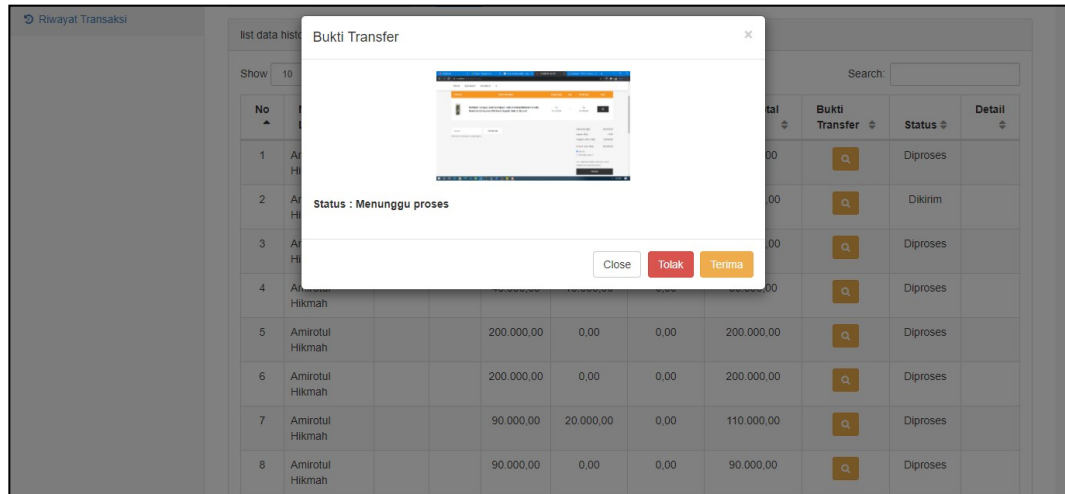 Riwayat Transaksi
list data histo
Bukti Transfer
×
Show 10
Search:
No
tal
Bukti
Transfer
Status
Detail
1
Ar
Hi
00
Diproses
2
Ar
Hi
,00
Dikirim
Status : Menunggu proses
3
Ar
Hi
,00
Diproses
Close
Tolak
Terima
4
Amirotul
Hikmah
Diproses
5
Amirotul
Hikmah
200.000,00
0,00
0,00
200.000,00
Diproses
6
Amirotul
Hikmah
200.000,00
0,00
0,00
200.000,00
Diproses
7
Amirotul
Hikmah
90.000,00
20.000,00
0,00
110.000,00
Diproses
8
Amirotul
Hikmah
90.000,00
0,00
0,00
90.000,00
Diproses